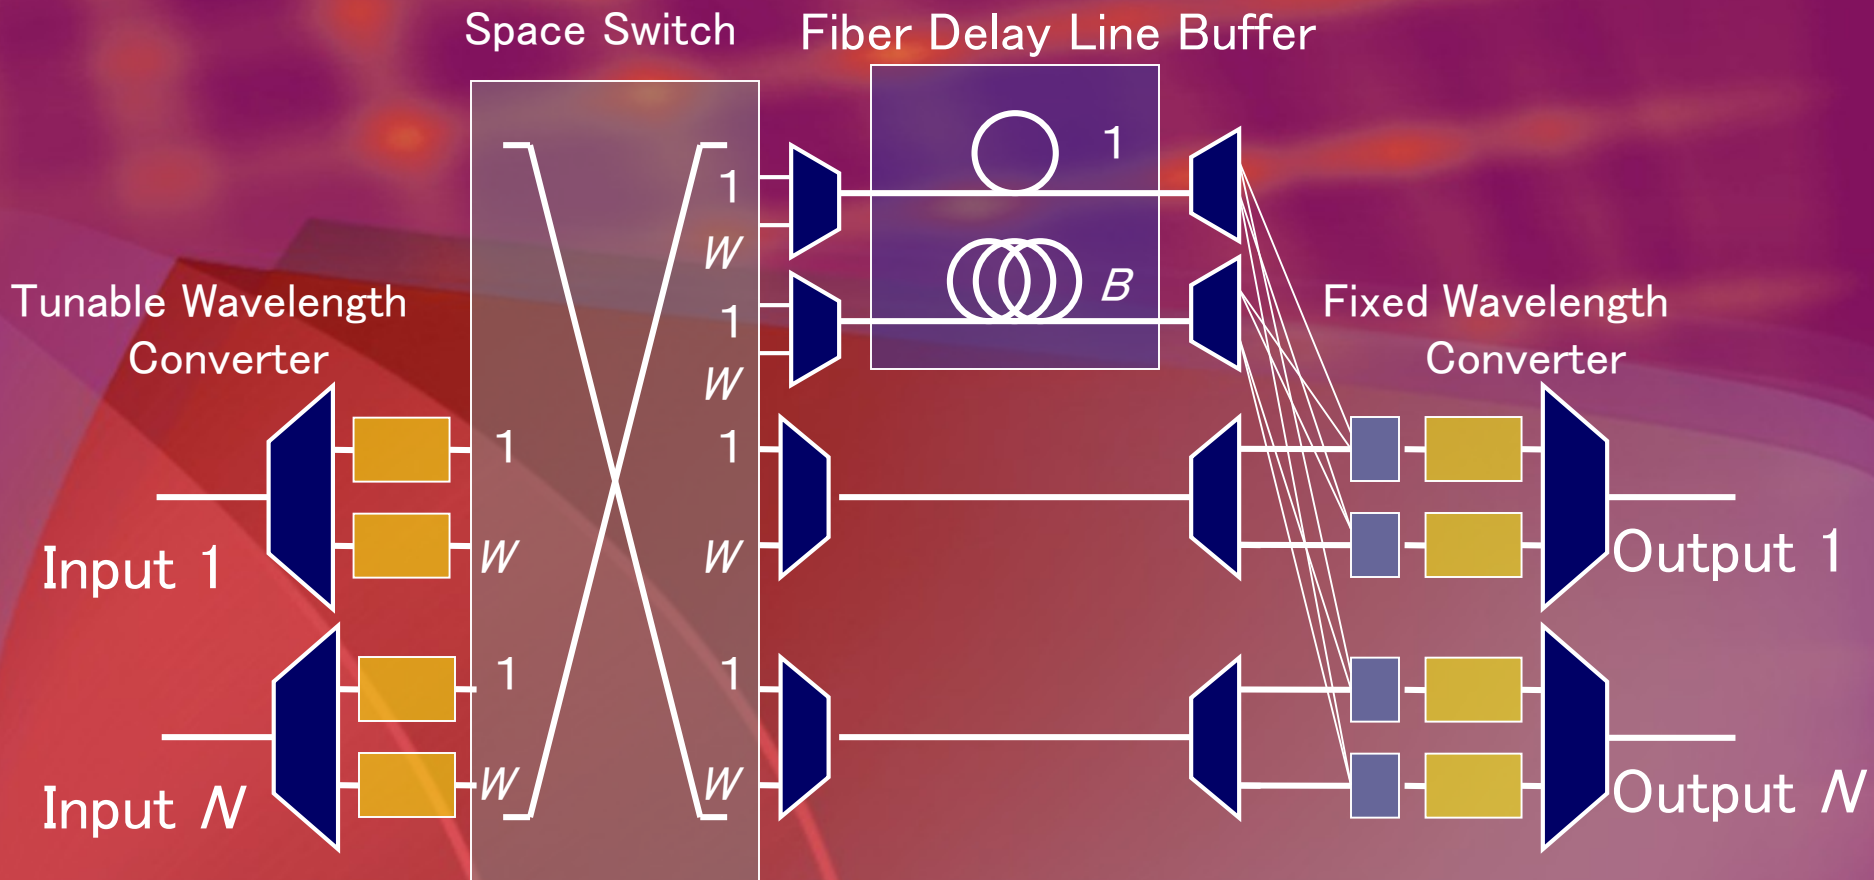 Space Switch
Fiber Delay Line Buffer
1
1
W
B
1
W
Tunable Wavelength
Converter
Fixed Wavelength
Converter
1
1
W
W
Input 1
Output 1
1
1
W
W
Input N
Output N